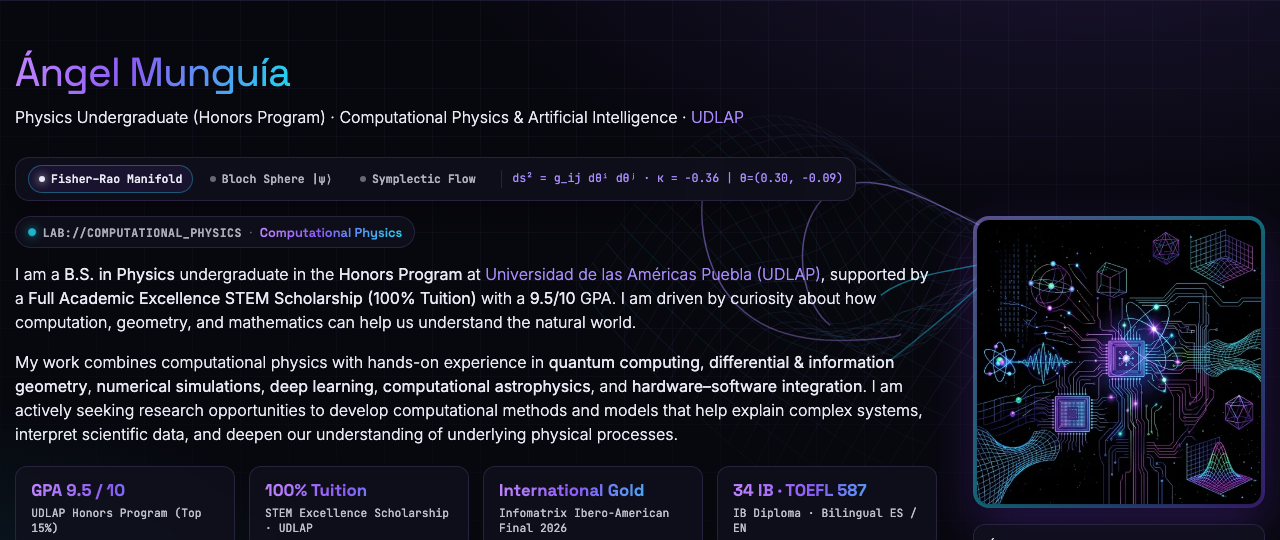 Ángel Munguía
Physics Undergraduate (Honors Program) · Computational Physics & Artificial Intelligence · UDLAP
Fisher-Rao Manifold
Bloch Sphere |ψ⟩
Symplectic Flow
ds² = g_ij dθⁱ dθʲ · κ = -0.36 | θ=(0.30, -0.09)
LAB://COMPUTATIONAL_PHYSICS · Computational Physics
I am a B.S. in Physics undergraduate in the Honors Program at Universidad de las Américas Puebla (UDLAP), supported by
a Full Academic Excellence STEM Scholarship (100% Tuition) with a 9.5/10 GPA. I am driven by curiosity about how
computation, geometry, and mathematics can help us understand the natural world.
My work combines computational physics with hands-on experience in quantum computing, differential & information
geometry, numerical simulations, deep learning, computational astrophysics, and hardware–software integration. I am
actively seeking research opportunities to develop computational methods and models that help explain complex systems,
interpret scientific data, and deepen our understanding of underlying physical processes.
GPA 9.5 / 10
UDLAP Honors Program (Top
15%)
100% Tuition
STEM Excellence Scholarship
· UDLAP
International Gold
Infomatrix Ibero-American
Final 2026
34 IB · TOEFL 587
IB Diploma · Bilingual ES /
EN